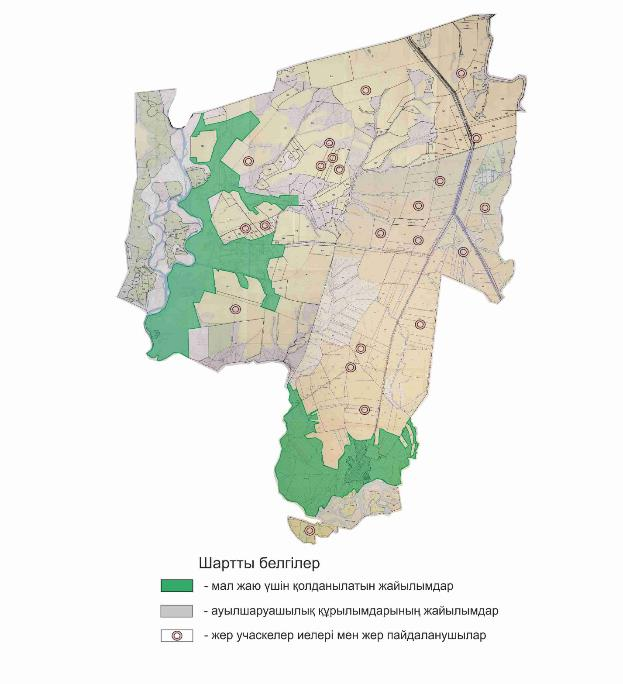 Шартты белгілер
- мал жаю үшін қолданылатын жайылымдар
- ауылшаруашылық құрылымдарының жайылымдар
- жер учаскелер иелері мен жер пайдаланушылар